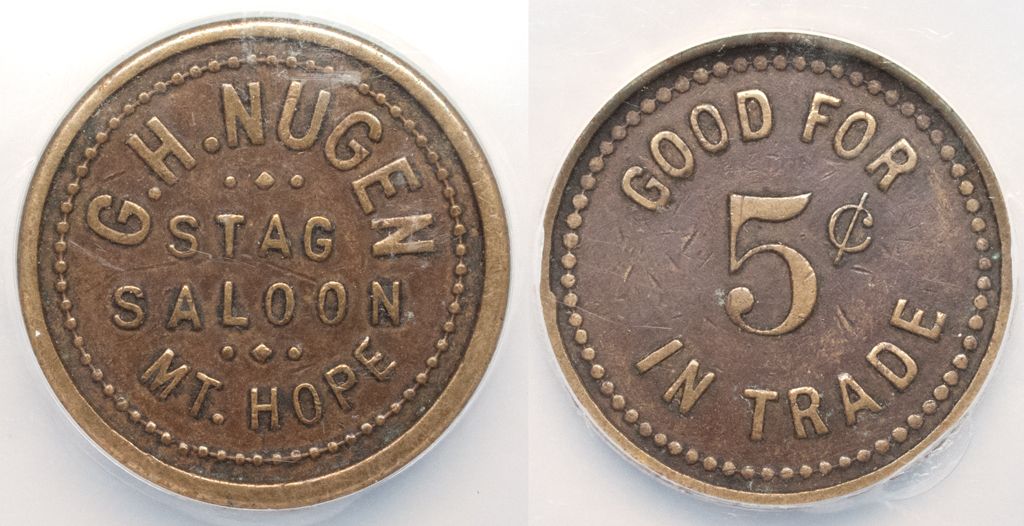 G.H. NUGEN
STAG
SALOON
MT. HOPE
GOOD FOR
5¢
IN TRADE